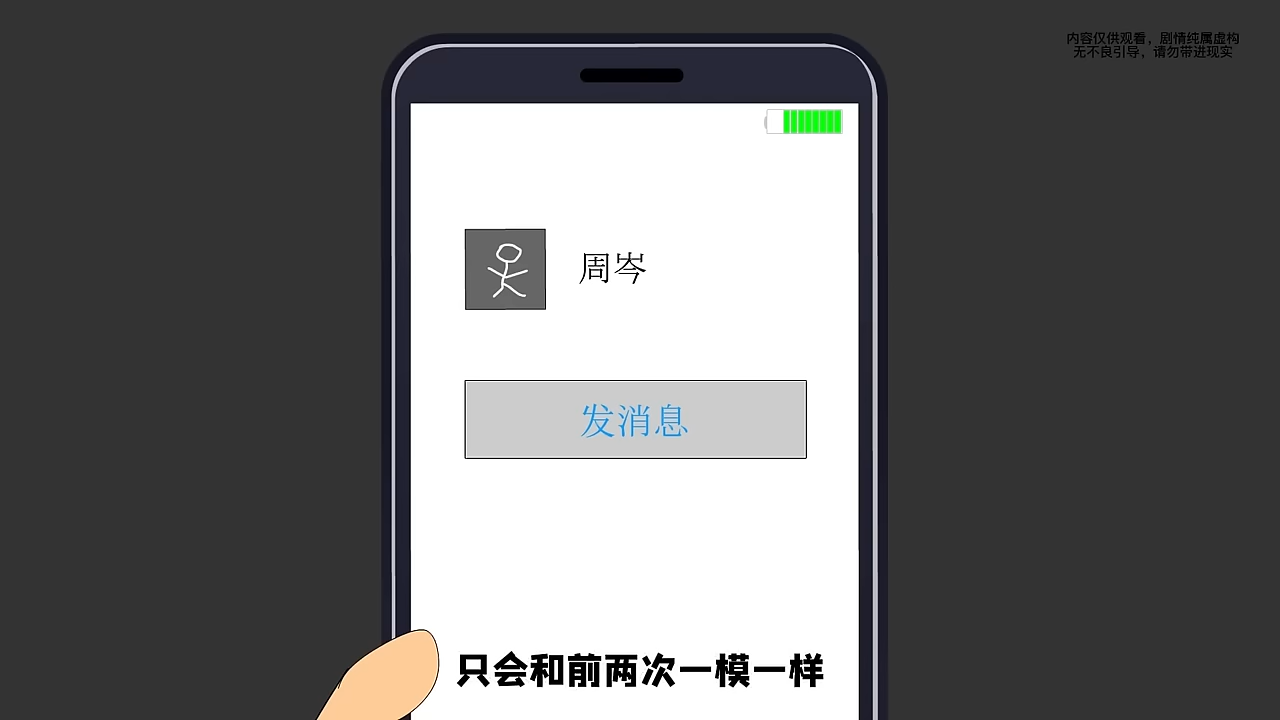 内容仅供观看，剧情纯属虚构
无不良引导，请勿带进现实
周岑
发消息
只会和前两次一模一样